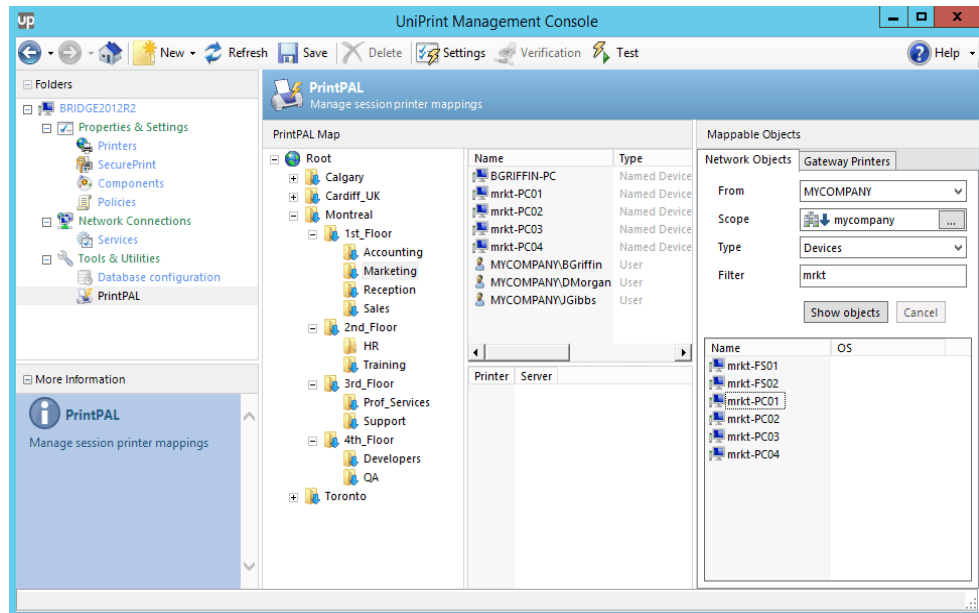 UniPrint Management Console
New Refresh Save Delete Settings Verification Test Help
Folders
BRIDGE2012R2
Properties & Settings
Printers
SecurePrint
Components
Policies
Network Connections
Services
Tools & Utilities
Database configuration
PrintPAL
More Information
PrintPAL
Manage session printer mappings
PrintPAL
Manage session printer mappings
PrintPAL Map
Root
Calgary
Cardiff_UK
Montreal
1st_Floor
Accounting
Marketing
Reception
Sales
2nd_Floor
HR
Training
3rd_Floor
Prof_Services
Support
4th_Floor
Developers
QA
Toronto
Name Type
BGRIFFIN-PC Named Device
mrkt-PC01 Named Device
mrkt-PC02 Named Device
mrkt-PC03 Named Device
mrkt-PC04 Named Device
MYCOMPANY\BGriffin User
MYCOMPANY\DMorgan User
MYCOMPANY\JGibbs User
Printer Server
Mappable Objects
Network Objects Gateway Printers
From MYCOMPANY
Scope mycompany ...
Type Devices
Filter mrkt
Show objects Cancel
Name OS
mrkt-FS01
mrkt-FS02
mrkt-PC01
mrkt-PC02
mrkt-PC03
mrkt-PC04